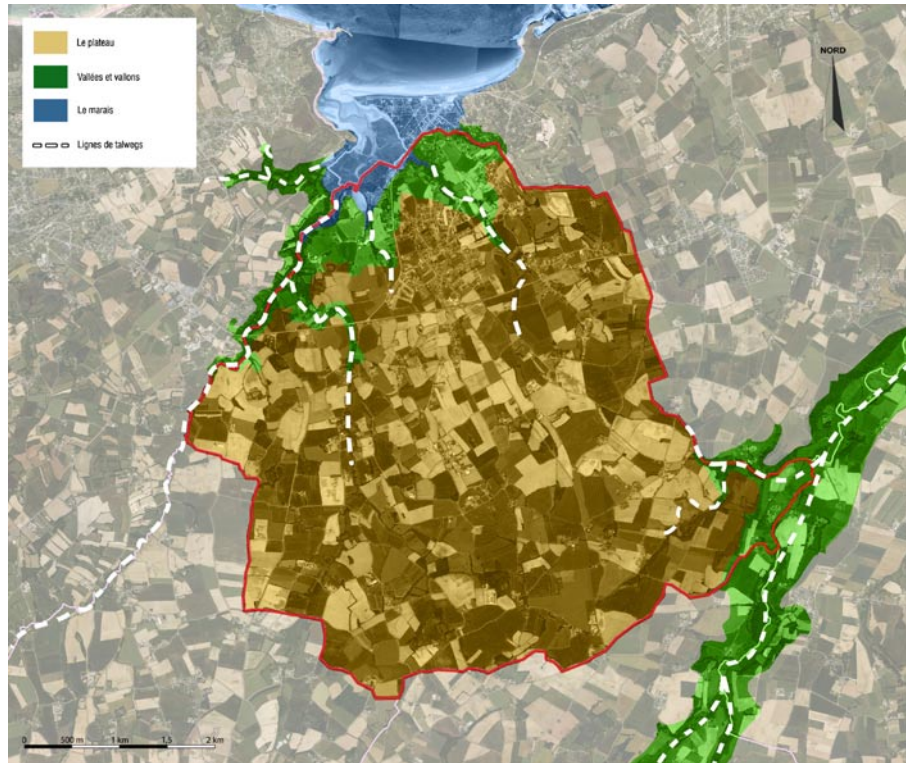 Le plateau
Vallées et vallons
Le marais
Lignes de talwegs
NORD
0 500 m 1 km 1,5 2 km